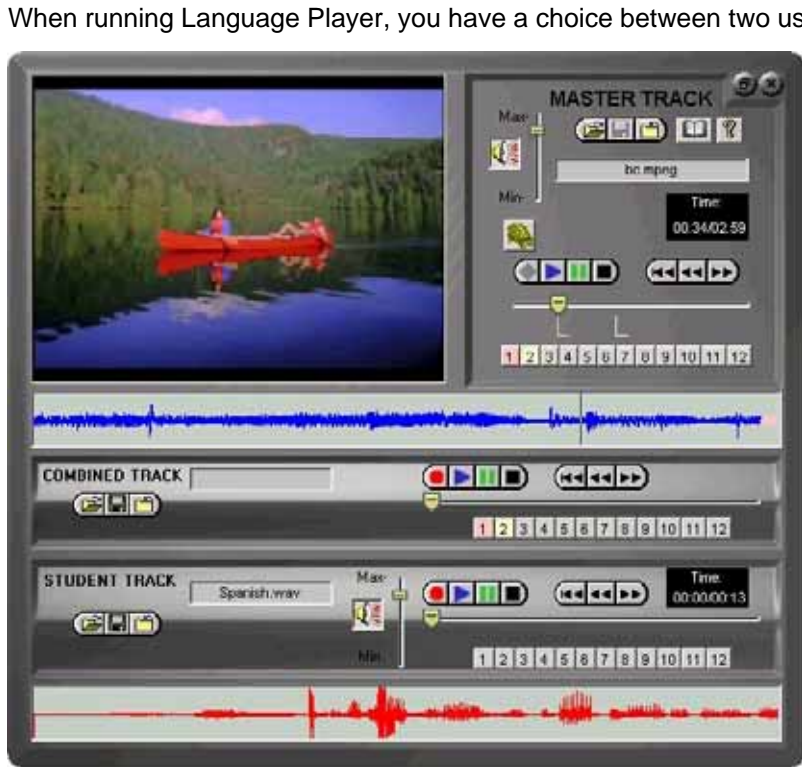 When running Language Player, you have a choice between two us
MASTER TRACK
Max
?
bc.mpng
Min
Time:
00:34/02:59
1 2 3 4 5 6 7 8 9 10 11 12
COMBINED TRACK
1 2 3 4 5 6 7 8 9 10 11 12
STUDENT TRACK
Spanish.wav
Max
Time:
00:00/00:13
Min
1 2 3 4 5 6 7 8 9 10 11 12